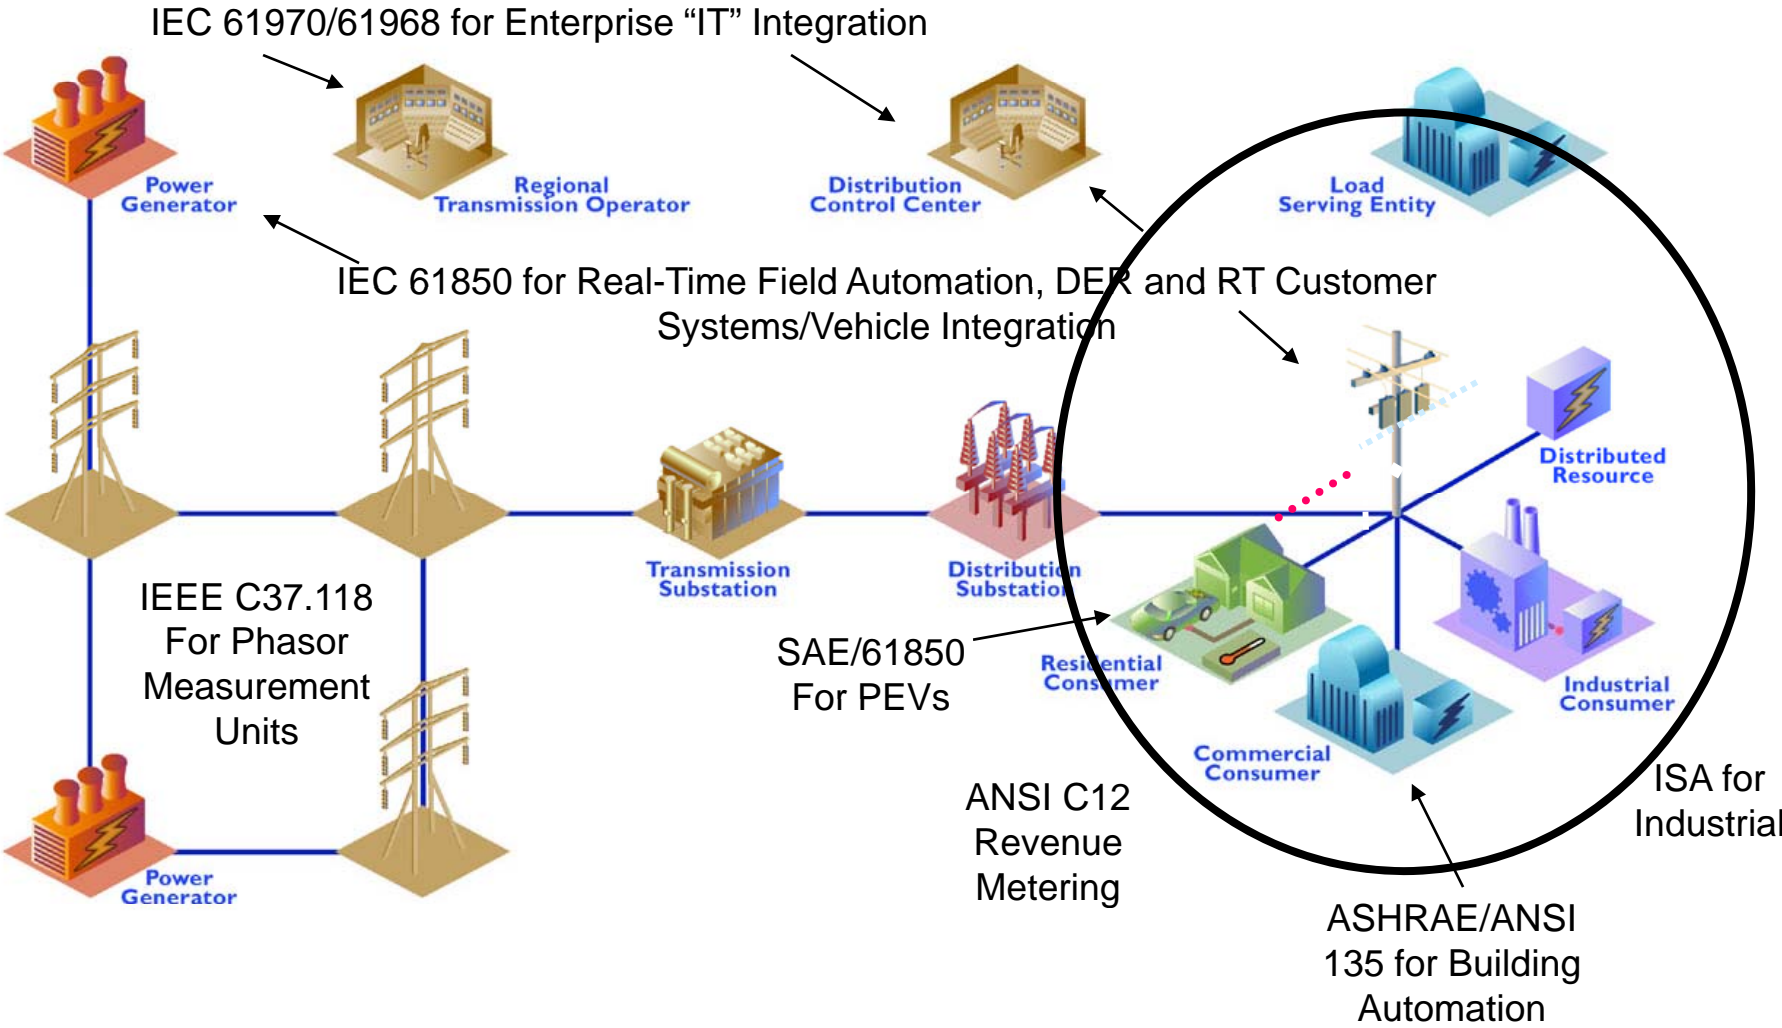 IEC 61970/61968 for Enterprise “IT” Integration
Power
Generator
Regional
Transmission Operator
Distribution
Control Center
Load
Serving Entity
IEC 61850 for Real-Time Field Automation, DER and RT Customer
Systems/Vehicle Integration
Distributed
Resource
Transmission
Substation
Distribution
Substation
IEEE C37.118
For Phasor
Measurement
Units
SAE/61850
For PEVs
Residential
Consumer
Industrial
Consumer
Commercial
Consumer
ANSI C12
Revenue
Metering
ISA for
Industrial
Power
Generator
ASHRAE/ANSI
135 for Building
Automation